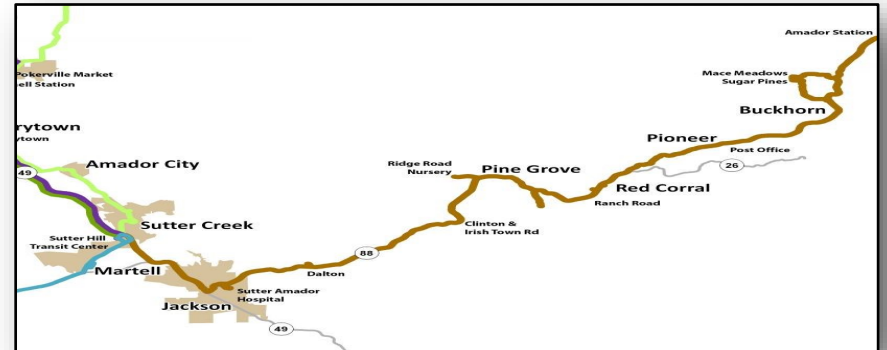 Amador Station
Pokerville Market
ell Station
Mace Meadows
Sugar Pines
Buckhorn
rytown
ytown
Pioneer
Post Office
26
49
Amador City
Ridge Road
Nursery
Pine Grove
Red Corral
Ranch Road
Sutter Creek
Clinton &
Irish Town Rd
Sutter Hill
Transit Center
88
Martell
Dalton
Sutter Amador
Hospital
Jackson
49